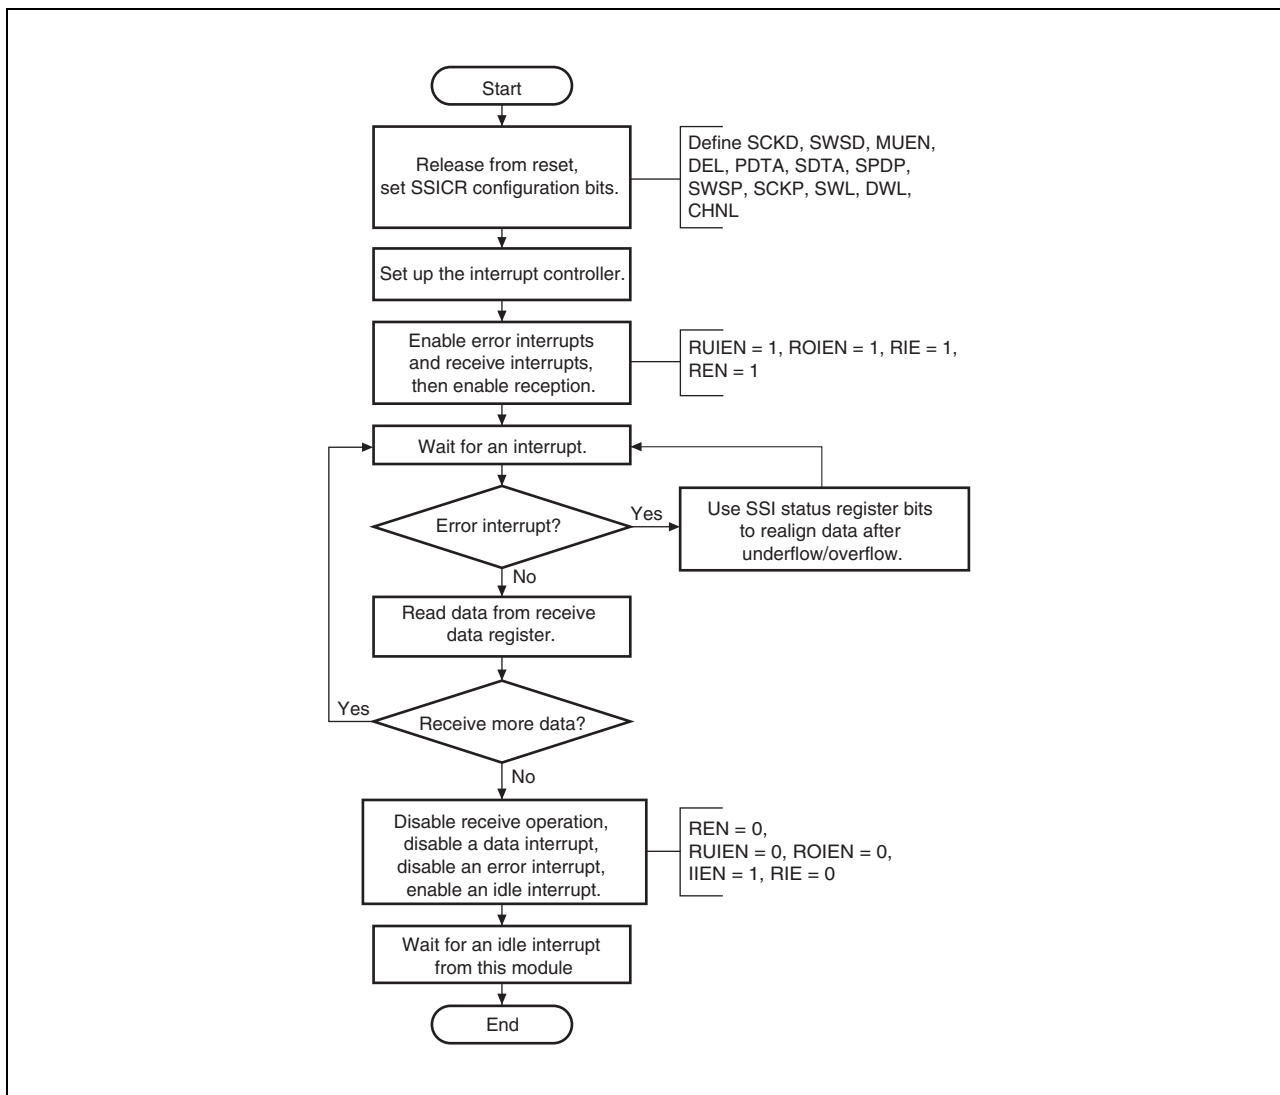 Start
Release from reset,
set SSICR configuration bits.
Define SCKD, SWSD, MUEN,
DEL, PDTA, SDTA, SPDP,
SWSP, SCKP, SWL, DWL,
CHNL
Set up the interrupt controller.
Enable error interrupts
and receive interrupts,
then enable reception.
RUIEN = 1, ROIEN = 1, RIE = 1,
REN = 1
Wait for an interrupt.
Error interrupt?
Yes
Use SSI status register bits
to realign data after
underflow/overflow.
No
Read data from receive
data register.
Yes
Receive more data?
No
Disable receive operation,
disable a data interrupt,
disable an error interrupt,
enable an idle interrupt.
REN = 0,
RUIEN = 0, ROIEN = 0,
IIEN = 1, RIE = 0
Wait for an idle interrupt
from this module
End